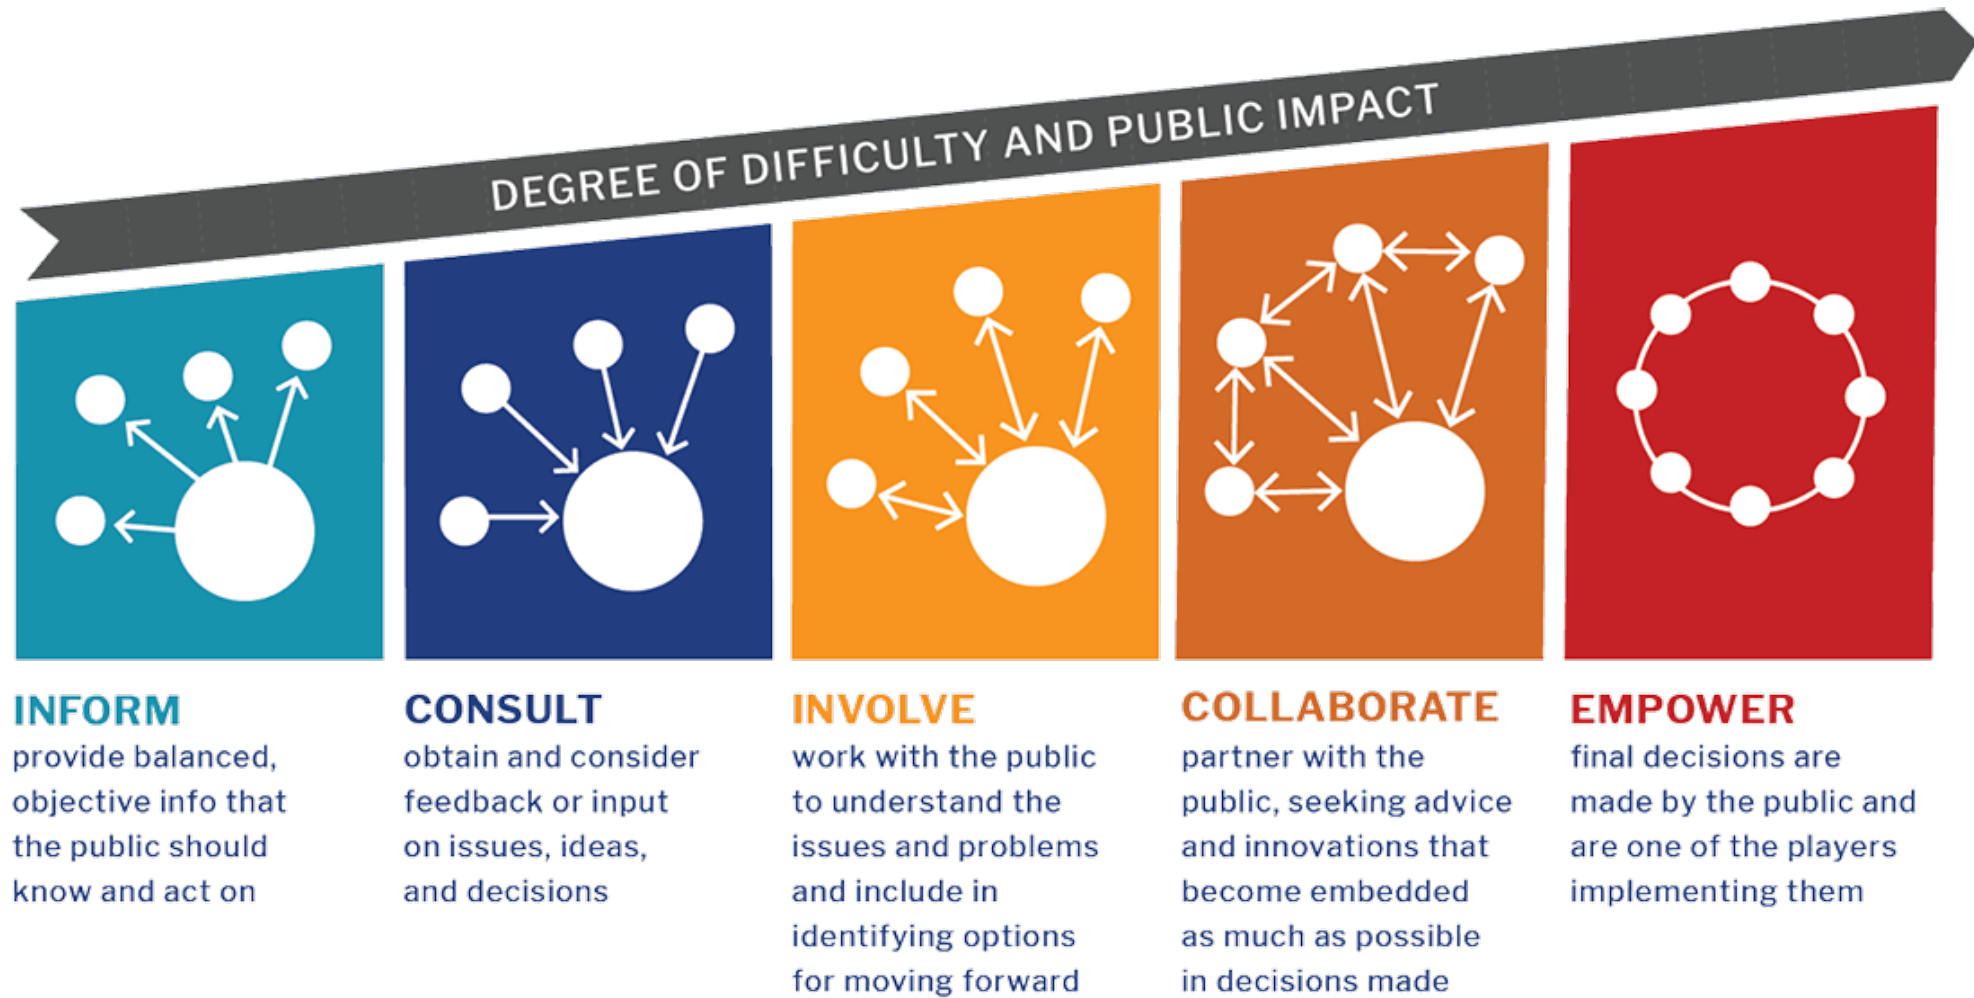 DEGREE OF DIFFICULTY AND PUBLIC IMPACT
INFORM
provide balanced,
objective info that
the public should
know and act on
CONSULT
obtain and consider
feedback or input
on issues, ideas,
and decisions
INVOLVE
work with the public
to understand the
issues and problems
and include in
identifying options
for moving forward
COLLABORATE
partner with the
public, seeking advice
and innovations that
become embedded
as much as possible
in decisions made
EMPOWER
final decisions are
made by the public and
are one of the players
implementing them